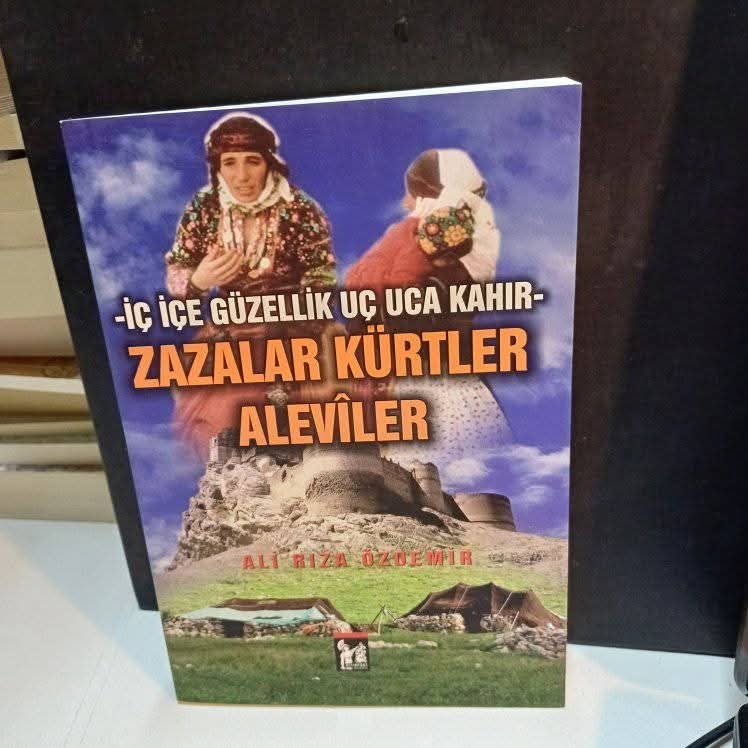 -İÇ İÇE GÜZELLİK UÇ UCA KAHIR-
ZAZALAR KÜRTLER
ALEVÎLER
ALİ RIZA ÖZDEMİR